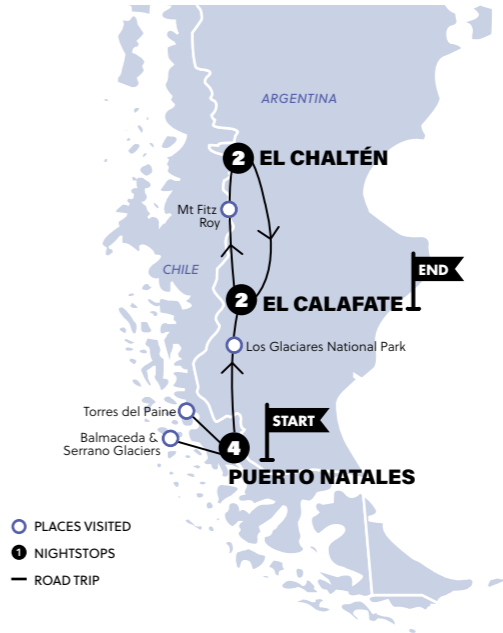 ARGENTINA
2 EL CHALTÉN
Mt Fitz
Roy
CHILE
END
2 EL CALAFATE
Los Glaciares National Park
Torres del Paine
START
Balmaceda &
Serrano Glaciers
4
PUERTO NATALES
PLACES VISITED
1 NIGHTSTOPS
ROAD TRIP